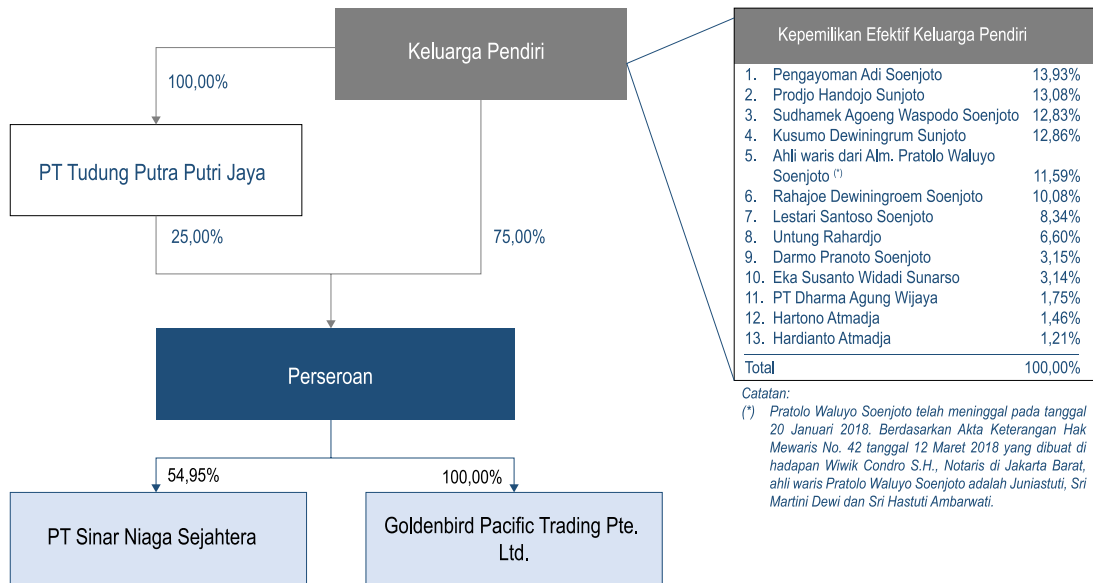 Keluarga Pendiri
100,00%
PT Tudung Putra Putri Jaya
25,00%
75,00%
Perseroan
54,95%
100,00%
PT Sinar Niaga Sejahtera
Goldenbird Pacific Trading Pte.
Ltd.
Kepemilikan Efektif Keluarga Pendiri
1. Pengayoman Adi Soenjoto 13,93%
2. Prodjo Handojo Sunjoto 13,08%
3. Sudhamek Agoeng Waspodo Soenjoto 12,83%
4. Kusumo Dewiningrum Sunjoto 12,86%
5. Ahli waris dari Alm. Pratolo Waluyo
Soenjoto (*) 11,59%
6. Rahajoe Dewiningroem Soenjoto 10,08%
7. Lestari Santoso Soenjoto 8,34%
8. Untung Rahardjo 6,60%
9. Darmo Pranoto Soenjoto 3,15%
10. Eka Susanto Widadi Sunarso 3,14%
11. PT Dharma Agung Wijaya 1,75%
12. Hartono Atmadja 1,46%
13. Hardianto Atmadja 1,21%
Total 100,00%
Catatan:
(*) Pratolo Waluyo Soenjoto telah meninggal pada tanggal
20 Januari 2018. Berdasarkan Akta Keterangan Hak
Mewaris No. 42 tanggal 12 Maret 2018 yang dibuat di
hadapan Wiwik Condro S.H., Notaris di Jakarta Barat,
ahli waris Pratolo Waluyo Soenjoto adalah Juniastuti, Sri
Martini Dewi dan Sri Hastuti Ambarwati.